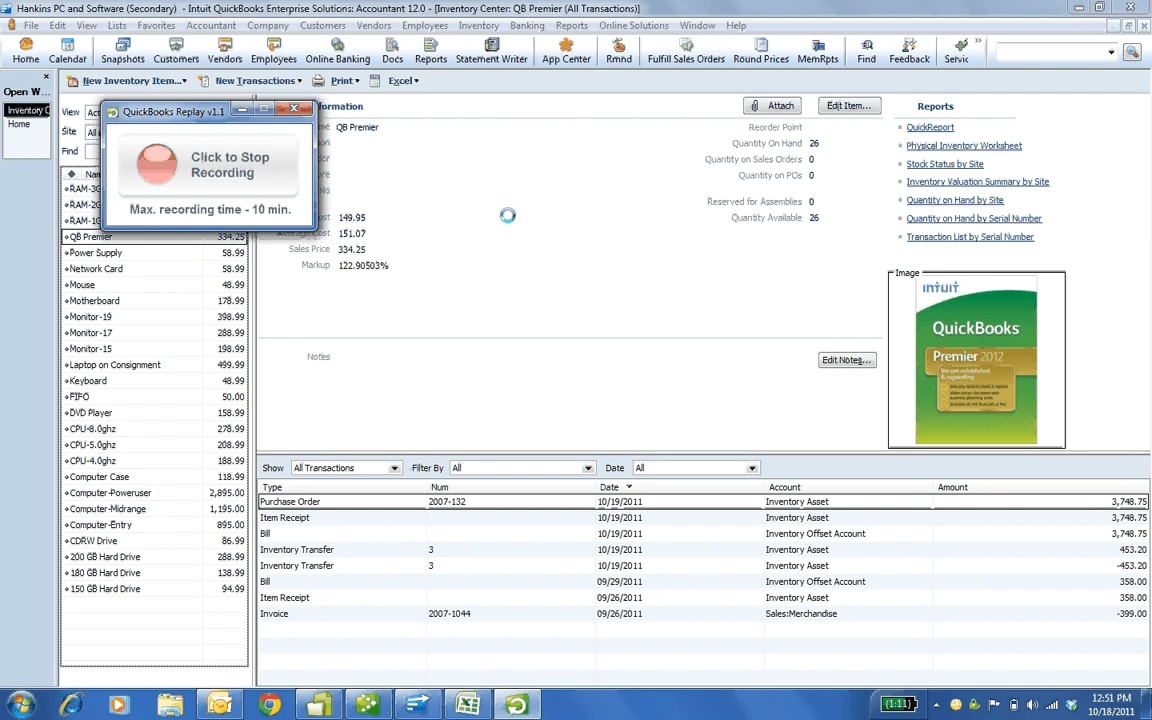 Hankins PC and Software (Secondary) - Intuit QuickBooks Enterprise Solutions: Accountant 12.0 - [Inventory Center: QB Premier (All Transactions)]
File Edit View Lists Favorites Accountant Company Customers Vendors Employees Inventory Banking Reports Online Solutions Window Help
Home Calendar Snapshots Customers Vendors Employees Online Banking Docs Reports Statement Writer App Center Rmnd Fulfill Sales Orders Round Prices MemRpts Find Feedback Servic
Open W...
Inventory C
Home
New Inventory Item... New Transactions Print Excel
View Act
Site All
Find
QuickBooks Replay v1.1
Click to Stop
Recording
Max. recording time - 10 min.
Nam
RAM-3G
RAM-2G
RAM-1G
QB Premier 334.25
Power Supply 58.99
Network Card 58.99
Mouse 48.99
Motherboard 178.99
Monitor-19 398.99
Monitor-17 288.99
Monitor-15 198.99
Laptop on Consignment 499.99
Keyboard 48.99
FIFO 50.00
DVD Player 158.99
CPU-8.0ghz 278.99
CPU-5.0ghz 208.99
CPU-4.0ghz 188.99
Computer Case 118.99
Computer-Poweruser 2,895.00
Computer-Midrange 1,195.00
Computer-Entry 895.00
CDRW Drive 86.99
200 GB Hard Drive 288.99
180 GB Hard Drive 138.99
150 GB Hard Drive 94.99
formation
Attach Edit Item...
QB Premier
149.95
151.07
Sales Price 334.25
Markup 122.90503%
Reorder Point
Quantity On Hand 26
Quantity on Sales Orders 0
Quantity on POs 0
Reserved for Assemblies 0
Quantity Available 26
Notes
Edit Notes...
Reports
QuickReport
Physical Inventory Worksheet
Stock Status by Site
Inventory Valuation Summary by Site
Quantity on Hand by Site
Quantity on Hand by Serial Number
Transaction List by Serial Number
Image
intuit
QuickBooks
Premier 2012
We are established
& expanding
Show All Transactions Filter By All Date All
Type Num Date Account Amount
Purchase Order 2007-132 10/19/2011 Inventory Asset 3,748.75
Item Receipt 10/19/2011 Inventory Asset 3,748.75
Bill 10/19/2011 Inventory Offset Account 3,748.75
Inventory Transfer 3 10/19/2011 Inventory Asset 453.20
Inventory Transfer 3 10/19/2011 Inventory Asset -453.20
Bill 09/29/2011 Inventory Offset Account 358.00
Item Receipt 09/26/2011 Inventory Asset 358.00
Invoice 2007-1044 09/26/2011 Sales:Merchandise -399.00
(1:11)
12:51 PM
10/18/2011